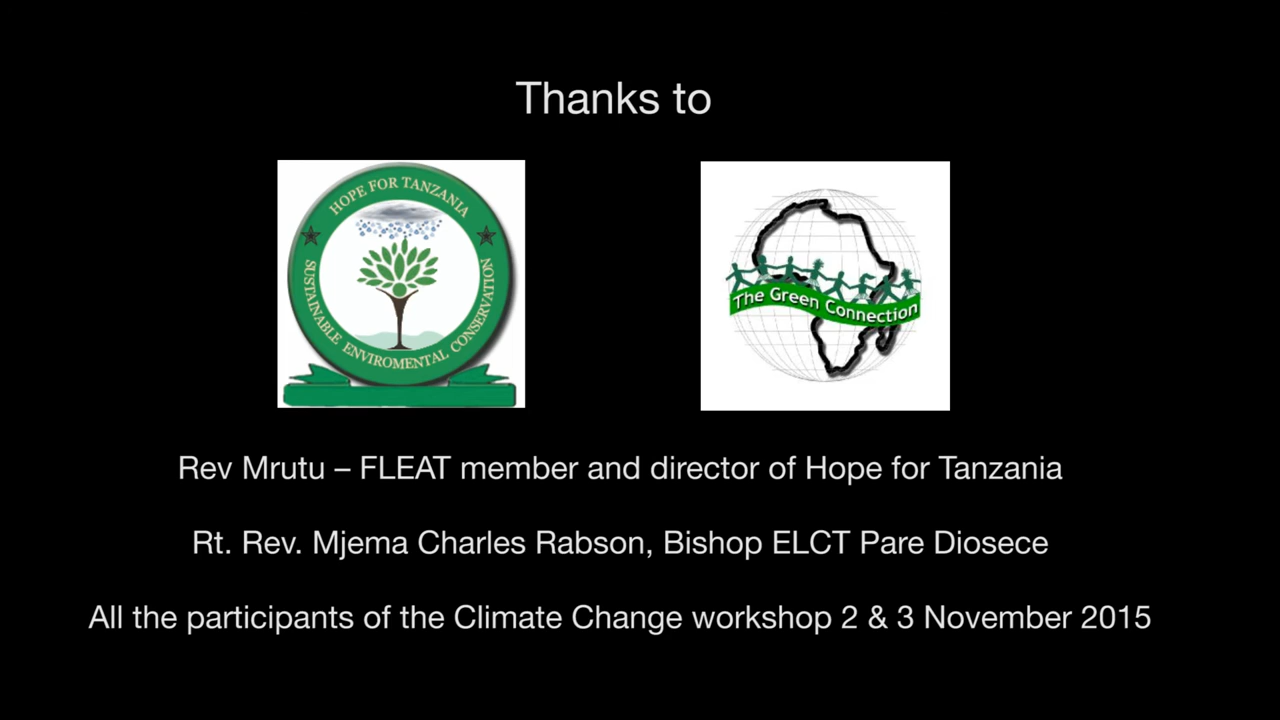 Thanks to
HOPE FOR TANZANIA
SUSTAINABLE ENVIROMENTAL CONSERVATION
The Green Connection
Rev Mrutu – FLEAT member and director of Hope for Tanzania
Rt. Rev. Mjema Charles Rabson, Bishop ELCT Pare Diosece
All the participants of the Climate Change workshop 2 & 3 November 2015